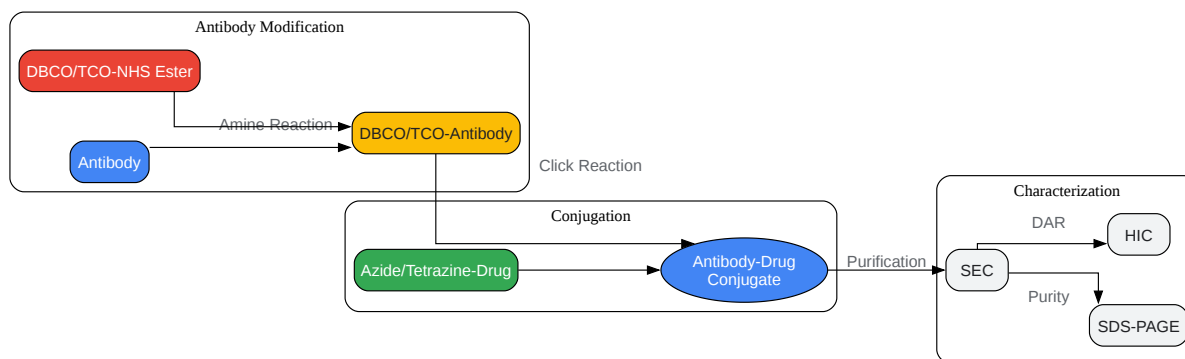 Antibody Modification
DBCO/TCO-NHS Ester
Amine Reaction
DBCO/TCO-Antibody
Antibody
Click Reaction
Conjugation
Azide/Tetrazine-Drug
Antibody-Drug
Conjugate
Purification
Characterization
DAR
HIC
SEC
Purity
SDS-PAGE